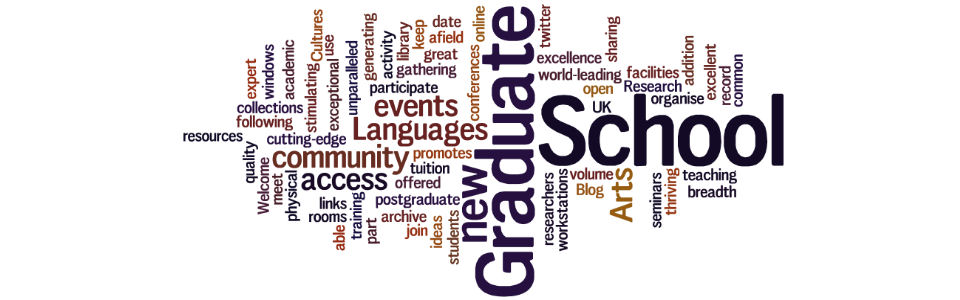 Graduate
School
Languages
community
events
access
new
Arts
expert
windows
academic
Cultures
use
generating
library
keep
date
afield
great
online
twitter
sharing
collections
following
stimulating
exceptional
unparalleled
activity
gathering
participate
conferences
excellence
world-leading
open
UK
facilities
Research
organise
addition
excellent
record
common
resources
cutting-edge
quality
Welcome
meet
physical
promotes
tuition
offered
postgraduate
links
rooms
able
training
part
archive
join
ideas
students
researchers
workstations
volume
Blog
seminars
thriving
teaching
breadth